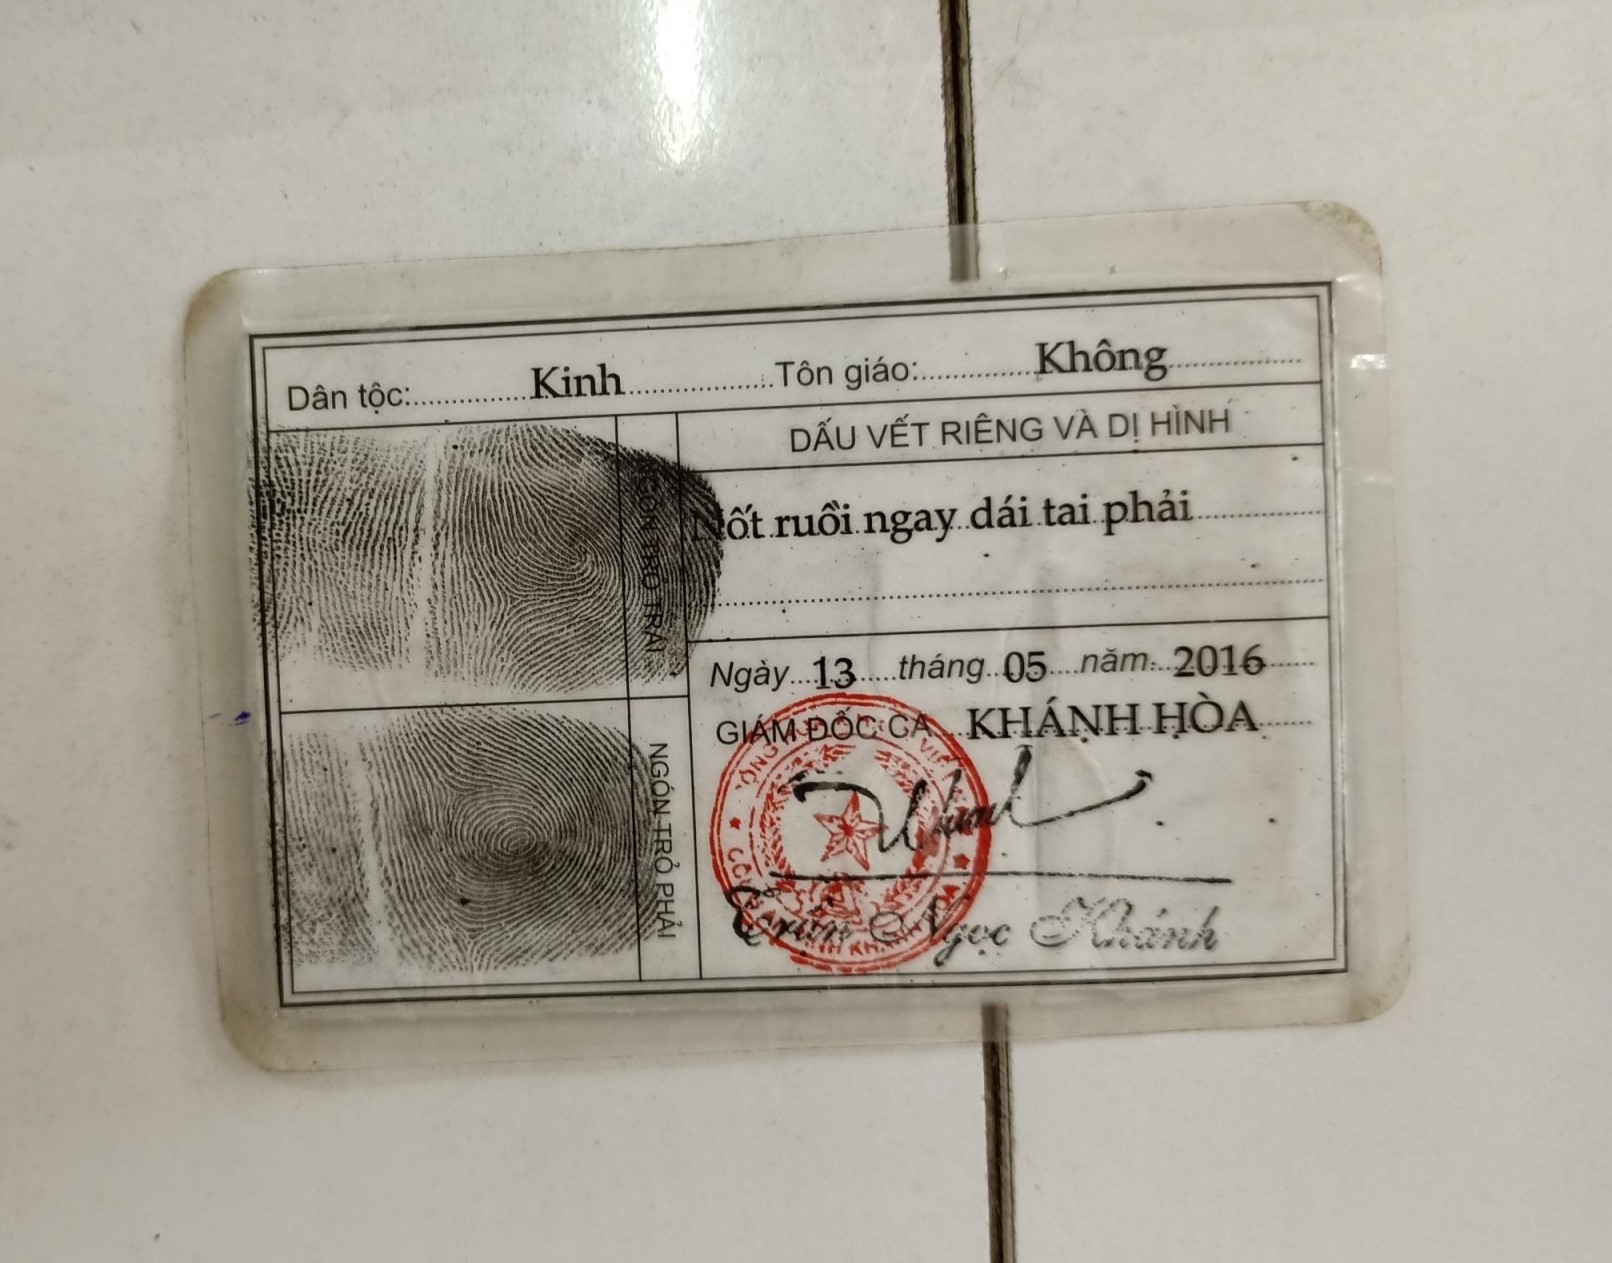 Dân tộc: Kinh Tôn giáo: Không
DẤU VẾT RIÊNG VÀ DỊ HÌNH
NGÓN TRỎ TRÁI
Nốt ruồi ngay dái tai phải
Ngày 13 tháng 05 năm 2016
GIÁM ĐỐC CA KHÁNH HÒA
NGÓN TRỎ PHẢI
Trần Ngọc Khánh